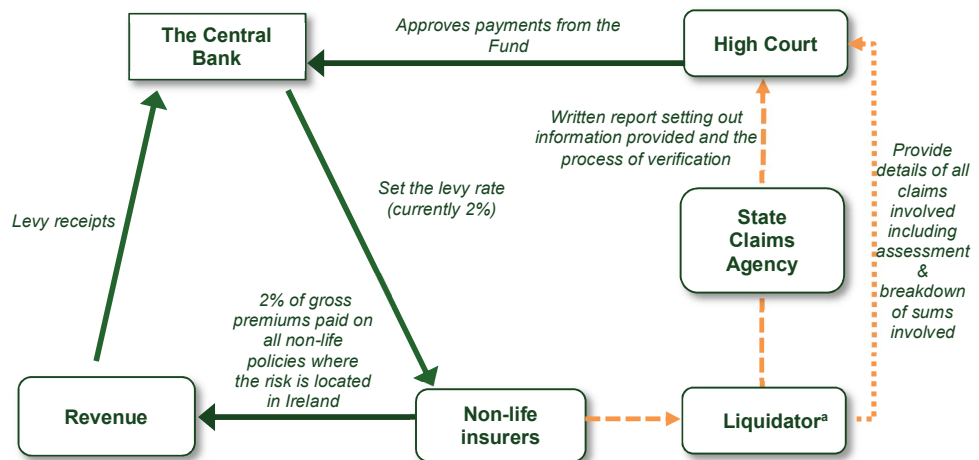 The Central
Bank
Approves payments from the
Fund
High Court
Written report setting out
information provided and the
process of verification
Provide
details of all
claims
involved
including
assessment
&
breakdown
of sums
involved
Levy receipts
Set the levy rate
(currently 2%)
State
Claims
Agency
2% of gross
premiums paid on
all non-life
policies where
the risk is located
in Ireland
Revenue
Non-life
insurers
Liquidatorᵃ